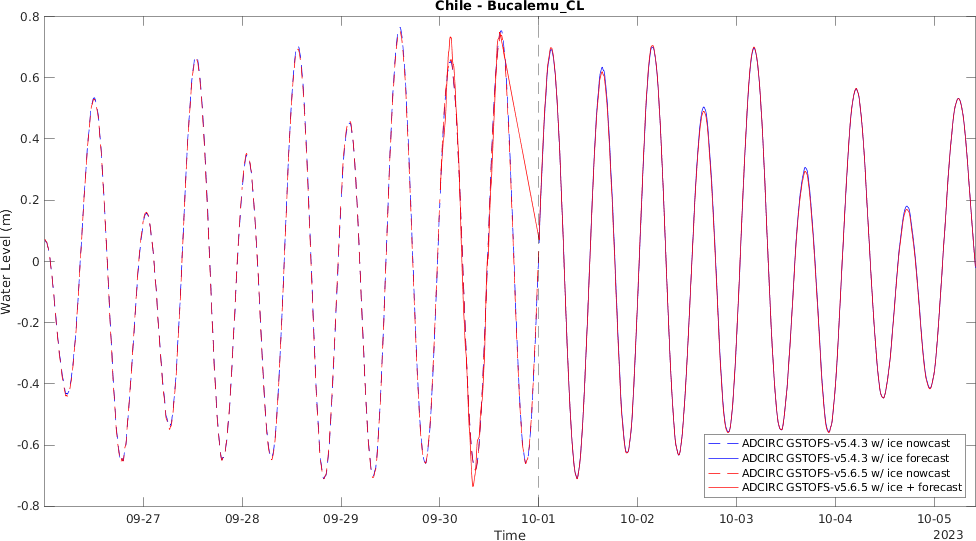 Chile - Bucalemu_CL
0.8
0.6
0.4
0.2
0
-0.2
-0.4
-0.6
-0.8
Water Level (m)
09-27
09-28
09-29
09-30
10-01
10-02
10-03
10-04
10-05
Time
2023
ADCIRC GSTOFS-v5.4.3 w/ ice nowcast
ADCIRC GSTOFS-v5.4.3 w/ ice forecast
ADCIRC GSTOFS-v5.6.5 w/ ice nowcast
ADCIRC GSTOFS-v5.6.5 w/ ice + forecast